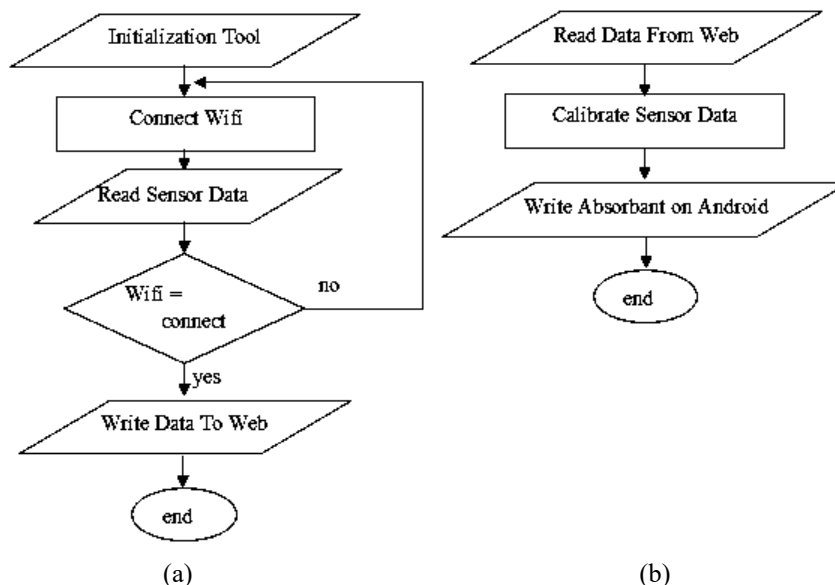 Initialization Tool
Connect Wifi
Read Sensor Data
Wifi =
connect
no
yes
Write Data To Web
end
(a)
Read Data From Web
Calibrate Sensor Data
Write Absorbant on Android
end
(b)